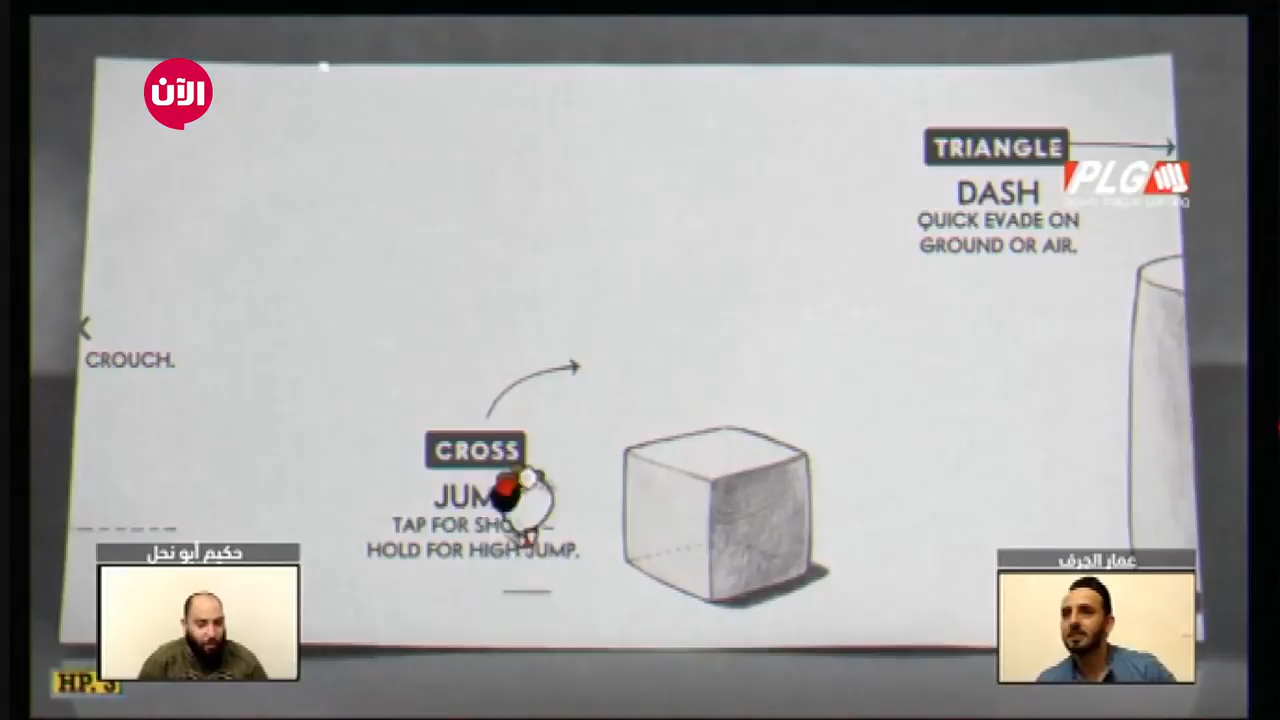 الآن
TRIANGLE
PLG
DASH
QUICK EVADE ON
GROUND OR AIR.
CROUCH.
CROSS
JUM
TAP FOR SHO
HOLD FOR HIGH JUMP.
حكيم أبو نحل
عمار الجرف
HP. 3